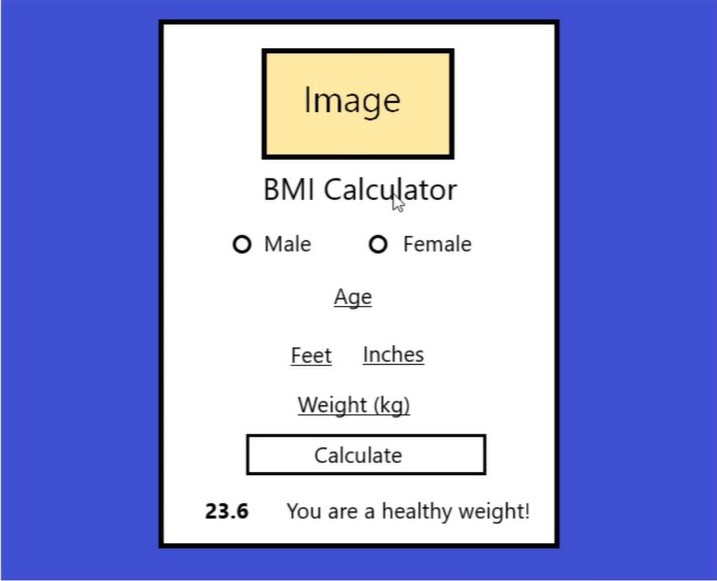 Image
BMI Calculator
Male Female
Age
Feet Inches
Weight (kg)
Calculate
23.6 You are a healthy weight!